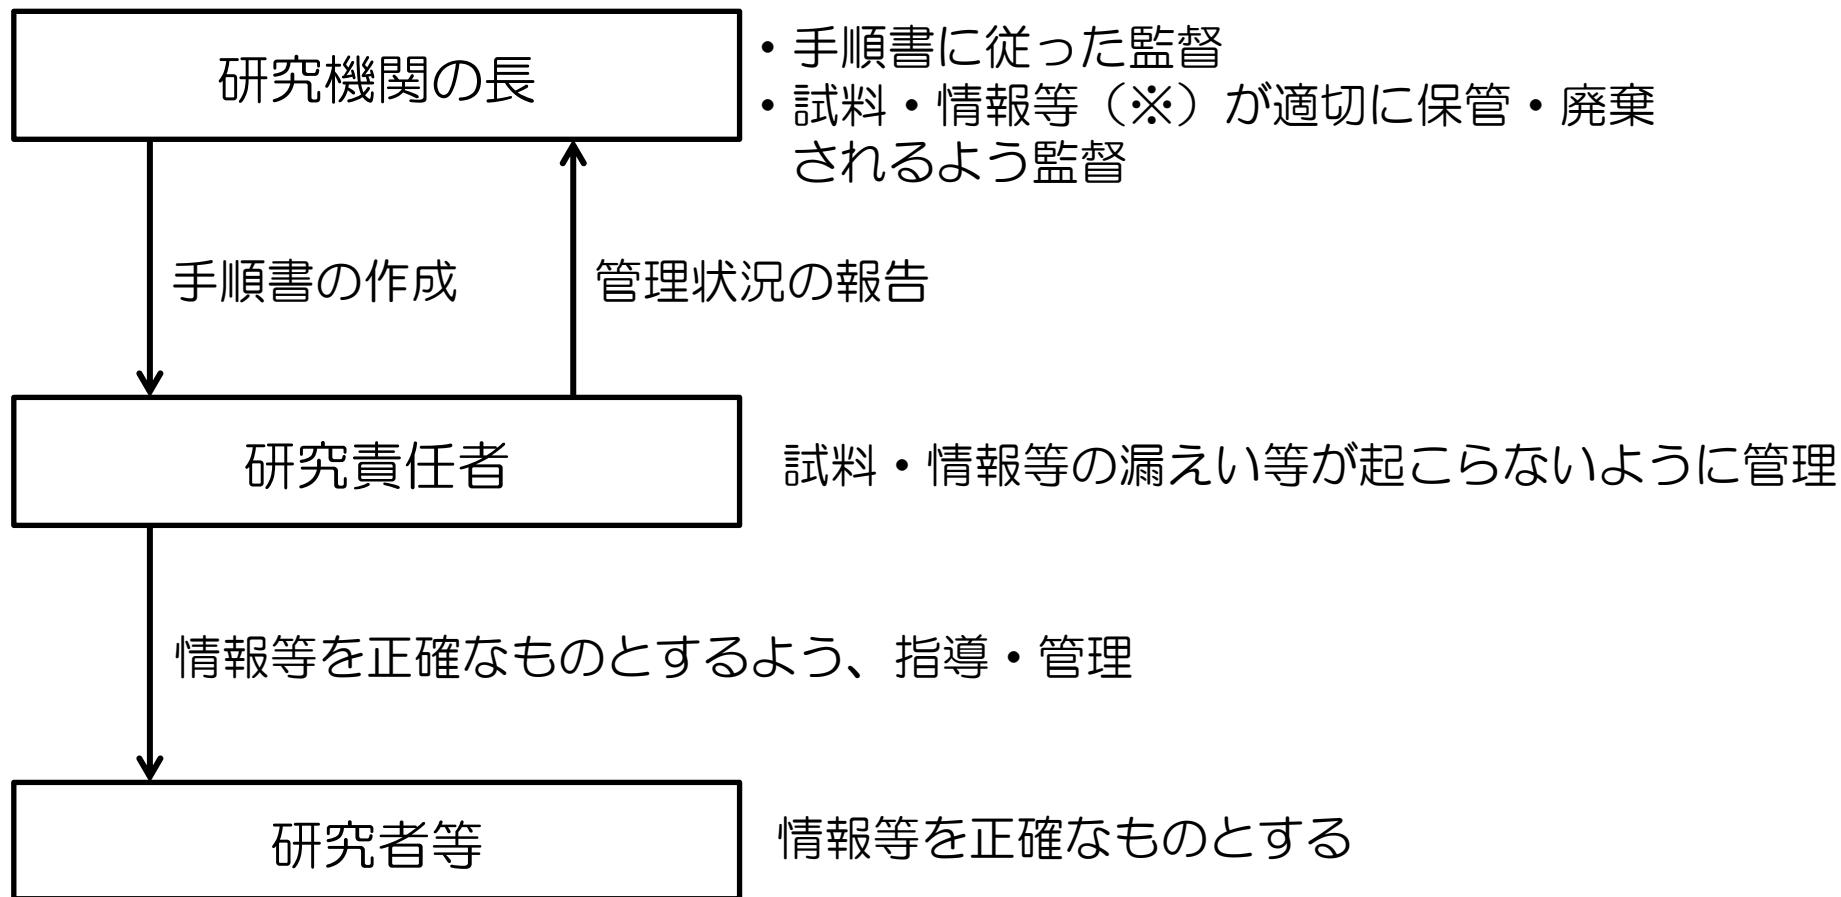 研究機関の長
・手順書に従った監督
・試料・情報等（※）が適切に保管・廃棄
されるよう監督
手順書の作成
管理状況の報告
研究責任者
試料・情報等の漏えい等が起こらないように管理
情報等を正確なものとするよう、指導・管理
研究者等
情報等を正確なものとする